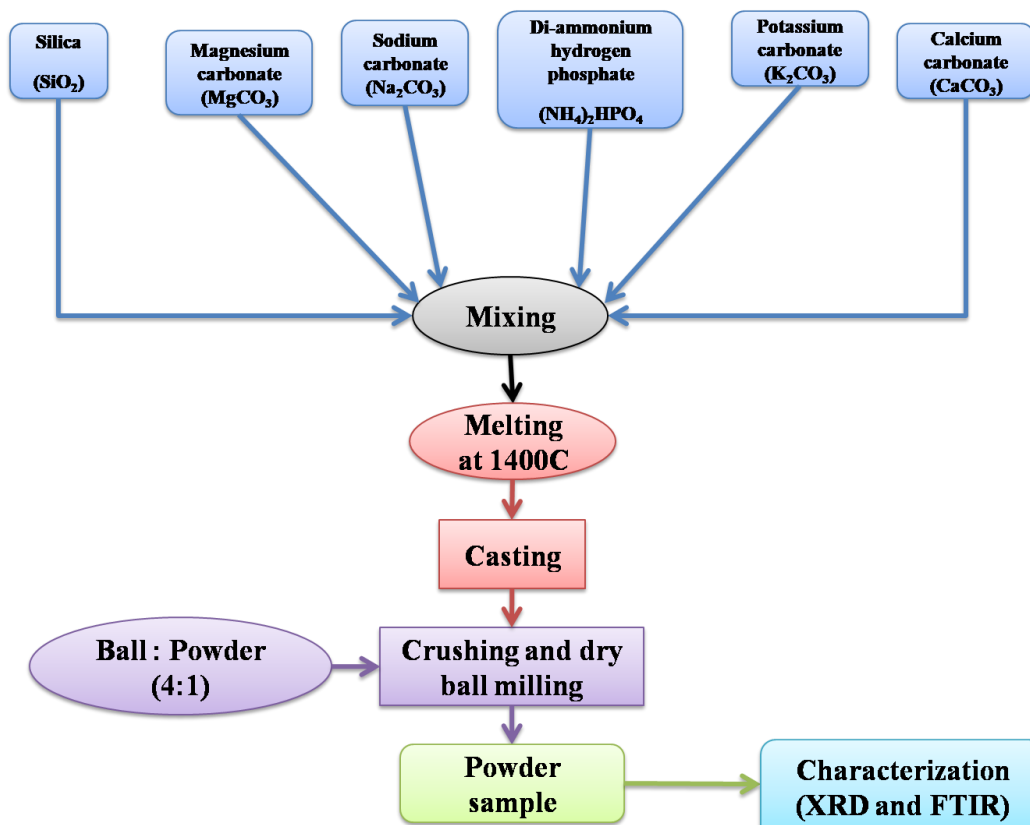 Silica
(SiO₂)
Magnesium
carbonate
(MgCO₃)
Sodium
carbonate
(Na₂CO₃)
Di-ammonium
hydrogen
phosphate
(NH₄)₂HPO₄
Potassium
carbonate
(K₂CO₃)
Calcium
carbonate
(CaCO₃)
Mixing
Melting
at 1400C
Casting
Ball : Powder
(4:1)
Crushing and dry
ball milling
Powder
sample
Characterization
(XRD and FTIR)